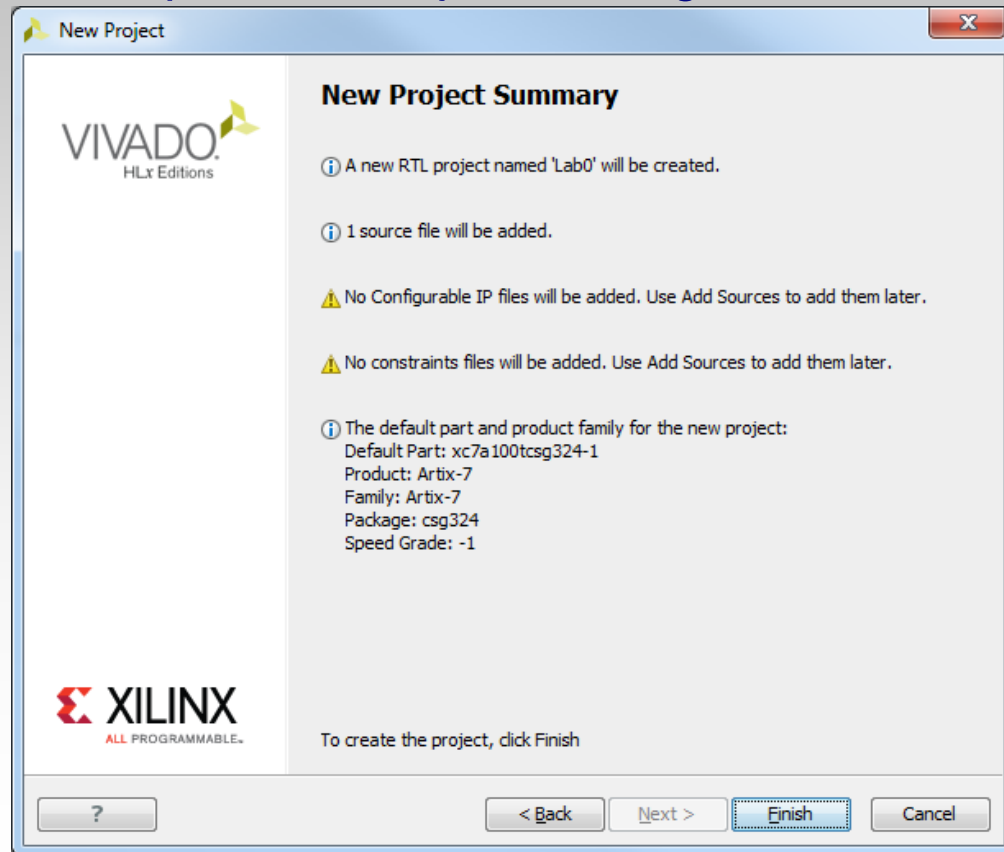 New Project
New Project Summary
VIVADO.
HLx Editions
A new RTL project named 'Lab0' will be created.
1 source file will be added.
No Configurable IP files will be added. Use Add Sources to add them later.
No constraints files will be added. Use Add Sources to add them later.
The default part and product family for the new project:
Default Part: xc7a100tcsg324-1
Product: Artix-7
Family: Artix-7
Package: csg324
Speed Grade: -1
XILINX
ALL PROGRAMMABLE™
To create the project, click Finish
?
< Back
Next >
Finish
Cancel